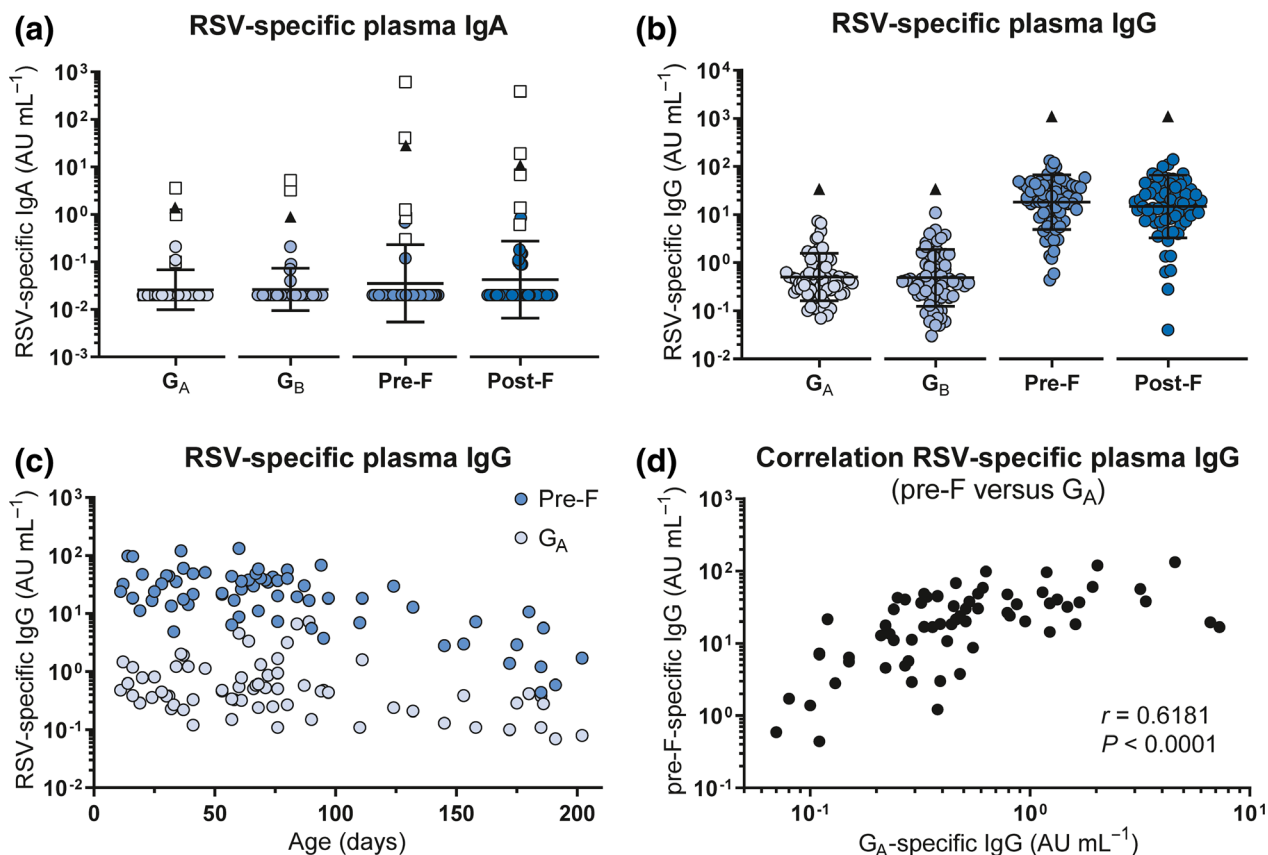 (a)
RSV-specific plasma IgA
RSV-specific IgA (AU mL⁻¹)
10³
10²
10¹
10⁰
10⁻¹
10⁻²
10⁻³
G_A
G_B
Pre-F
Post-F
(b)
RSV-specific plasma IgG
RSV-specific IgG (AU mL⁻¹)
10⁴
10³
10²
10¹
10⁰
10⁻¹
10⁻²
G_A
G_B
Pre-F
Post-F
(c)
RSV-specific plasma IgG
RSV-specific IgG (AU mL⁻¹)
10³
10²
10¹
10⁰
10⁻¹
10⁻²
Pre-F
G_A
0
50
100
150
200
Age (days)
(d)
Correlation RSV-specific plasma IgG
(pre-F versus G_A)
pre-F-specific IgG (AU mL⁻¹)
10³
10²
10¹
10⁰
10⁻¹
r = 0.6181
P < 0.0001
10⁻¹
10⁰
10¹
G_A-specific IgG (AU mL⁻¹)